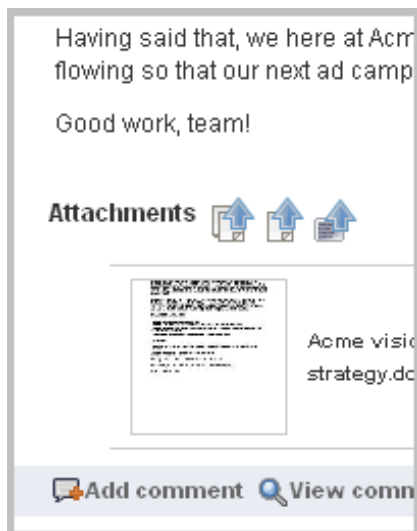 Having said that, we here at Acm
flowing so that our next ad camp
Good work, team!
Attachments
Acme visio
strategy.do
Add comment View comm